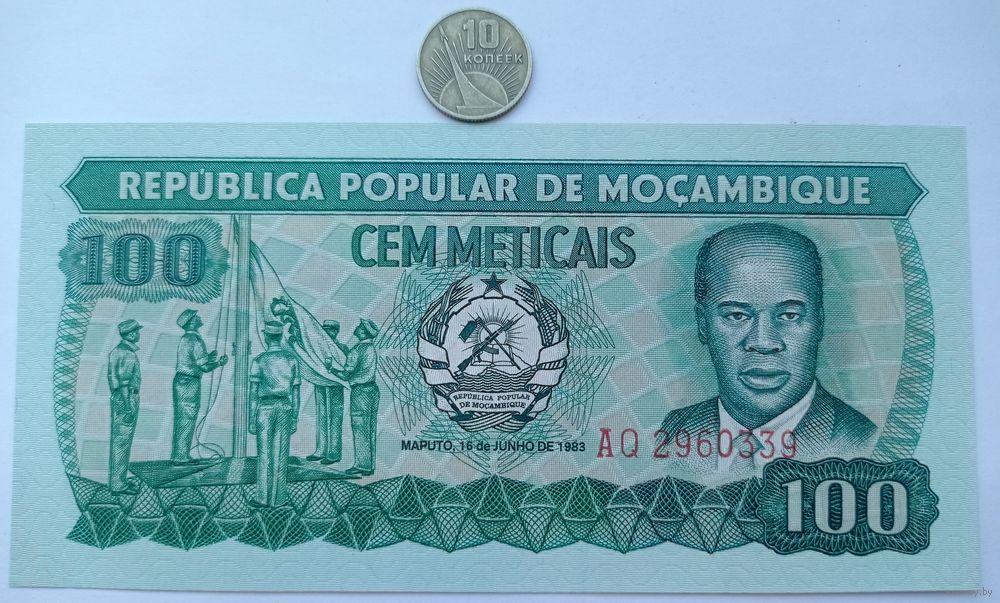 10
КОПЕЕК
REPÚBLICA POPULAR DE MOÇAMBIQUE
100
CEM METICAIS
REPÚBLICA POPULAR
DE MOÇAMBIQUE
MAPUTO, 16 de JUNHO DE 1983
AQ 2960339
100